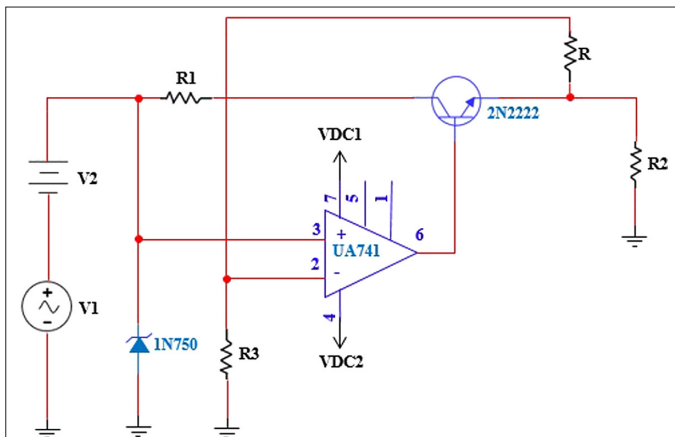 R
R1
2N2222
VDC1
R2
V2
7
5
1
3
+
UA741
6
2
-
4
+
-
V1
1N750
R3
VDC2